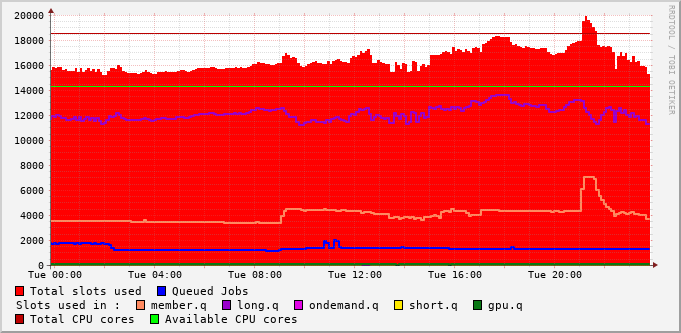 20000
18000
16000
14000
12000
10000
8000
6000
4000
2000
0
Tue 00:00 Tue 04:00 Tue 08:00 Tue 12:00 Tue 16:00 Tue 20:00
RRDTOOL / TOBI OETIKER
Total slots used Queued Jobs
Slots used in : member.q long.q ondemand.q short.q gpu.q
Total CPU cores Available CPU cores